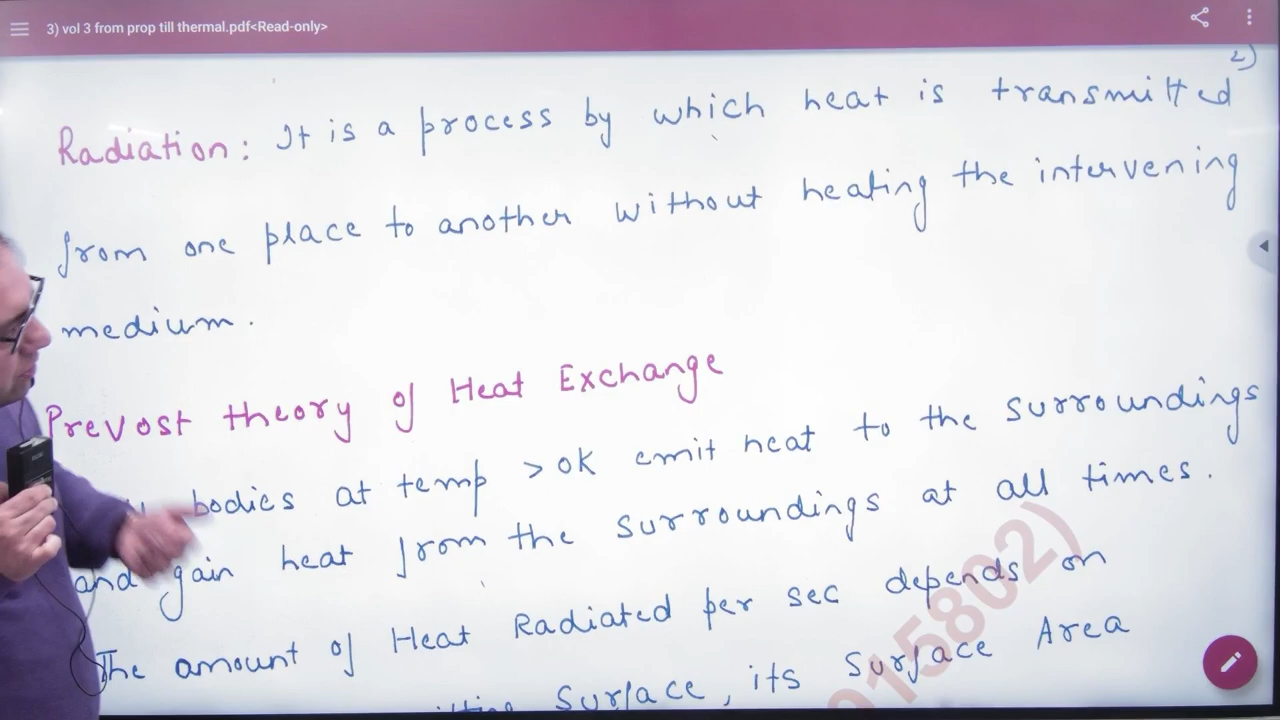 3) vol 3 from prop till thermal.pdf<Read-only>
2)
Radiation: It is a process by which heat is transmitted
from one place to another without heating the intervening
medium.
Prevost theory of Heat Exchange
bodies at temp >0K emit heat to the surroundings
and gain heat from the surroundings at all times.
The amount of Heat Radiated per sec depends on
Surface, its Surface Area
915802)